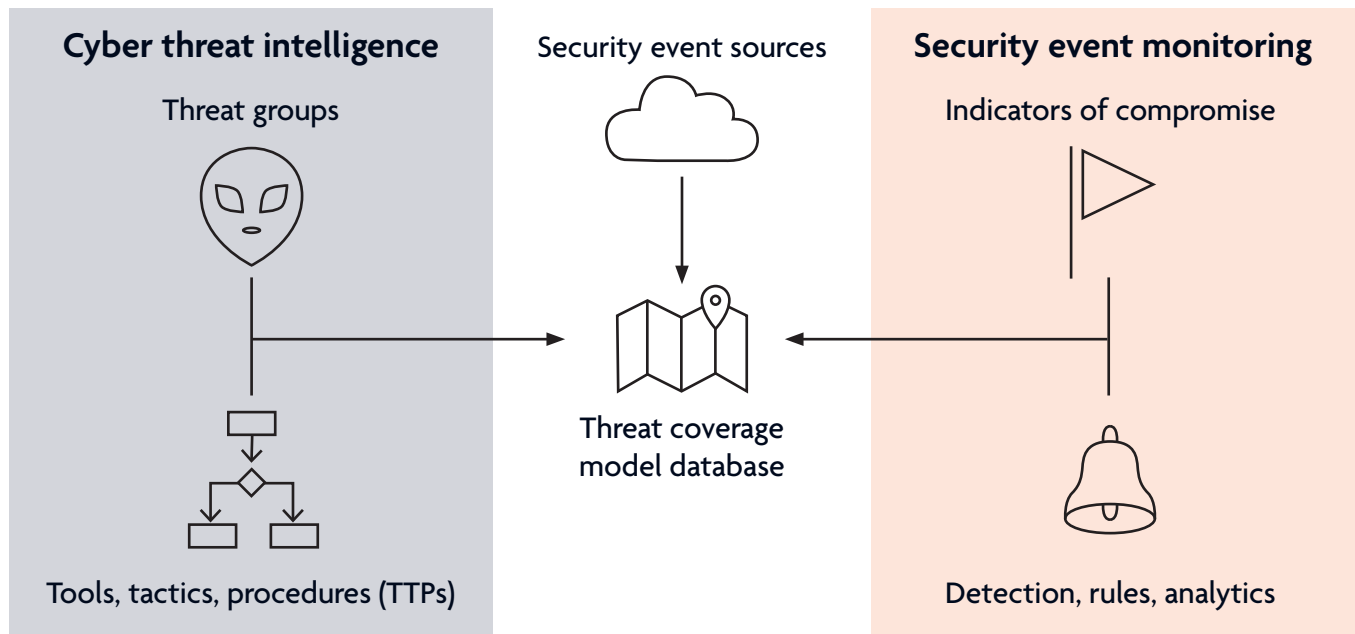 Cyber threat intelligence
Threat groups
Tools, tactics, procedures (TTPs)
Security event sources
Threat coverage
model database
Security event monitoring
Indicators of compromise
Detection, rules, analytics